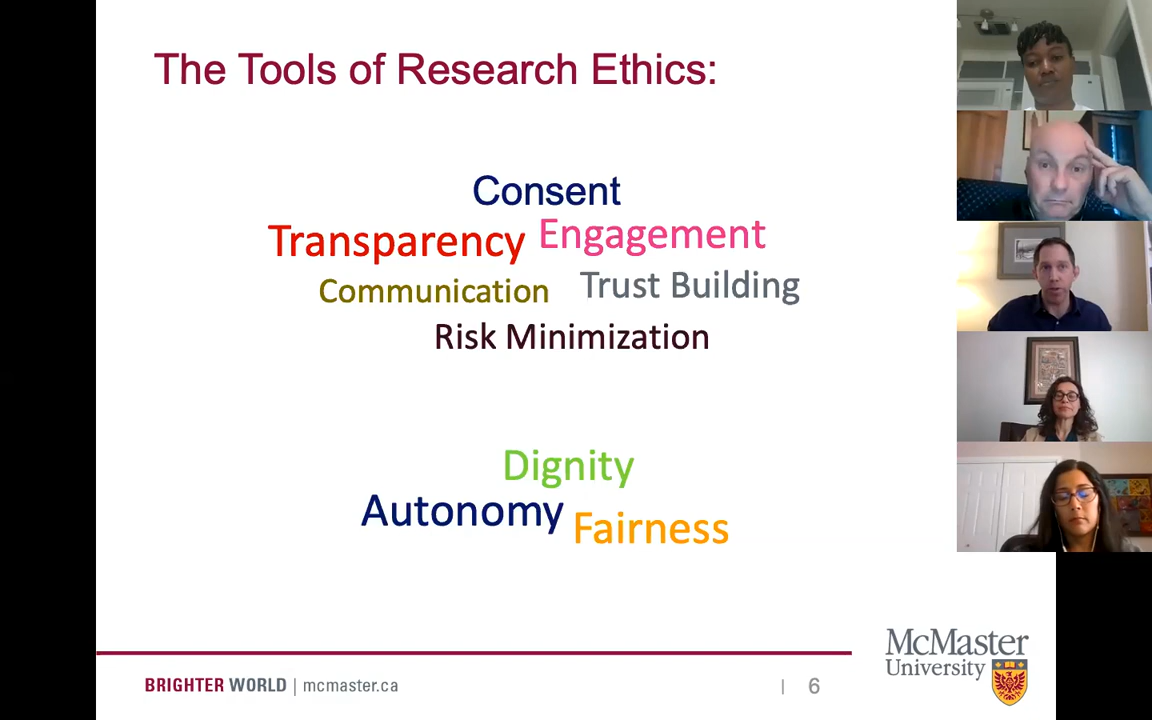 The Tools of Research Ethics:
Consent
Transparency Engagement
Communication Trust Building
Risk Minimization
Dignity
Autonomy Fairness
McMaster
University
BRIGHTER WORLD | mcmaster.ca | 6